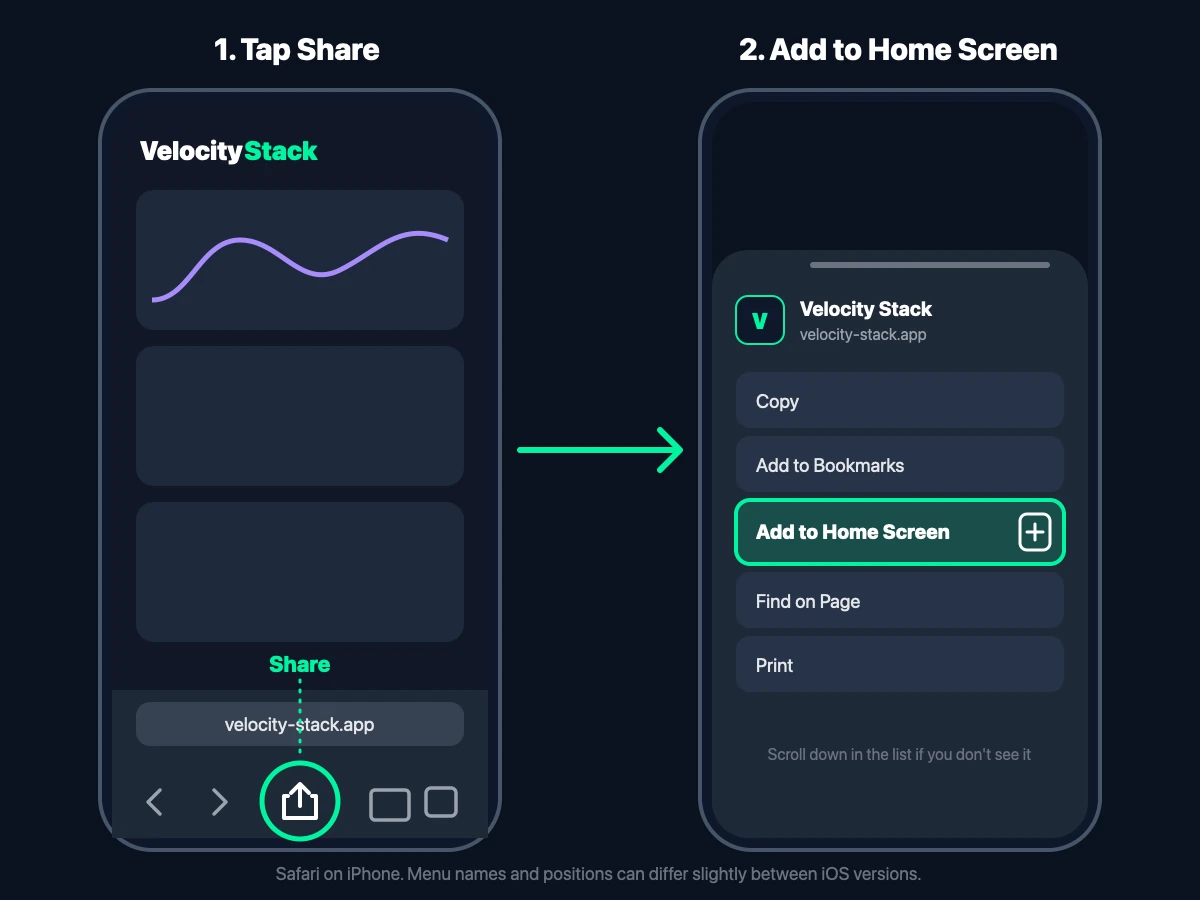 1. Tap Share
VelocityStack
Share
velocity-stack.app
2. Add to Home Screen
V
Velocity Stack
velocity-stack.app
Copy
Add to Bookmarks
Add to Home Screen
Find on Page
Print
Scroll down in the list if you don't see it
Safari on iPhone. Menu names and positions can differ slightly between iOS versions.